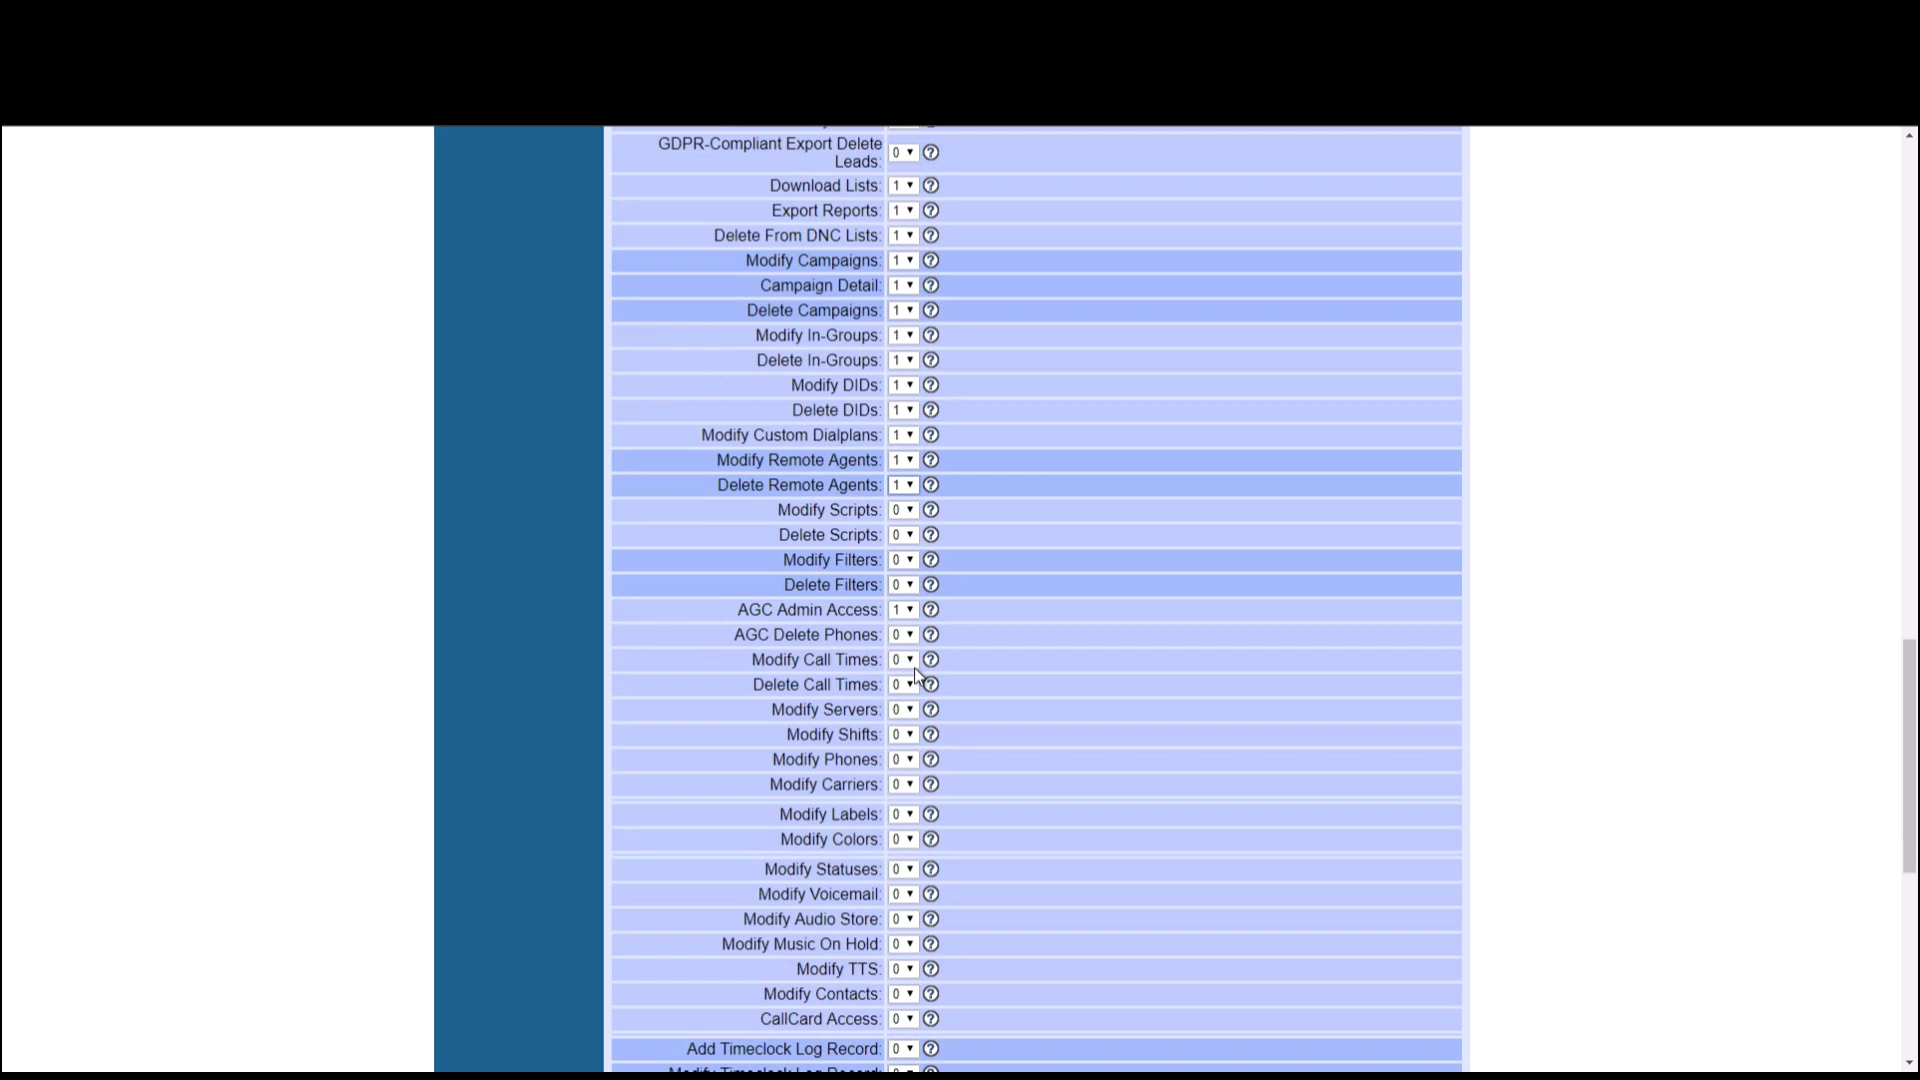 GDPR-Compliant Export Delete
Leads: 0
Download Lists: 1
Export Reports: 1
Delete From DNC Lists: 1
Modify Campaigns: 1
Campaign Detail: 1
Delete Campaigns: 1
Modify In-Groups: 1
Delete In-Groups: 1
Modify DIDs: 1
Delete DIDs: 1
Modify Custom Dialplans: 1
Modify Remote Agents: 1
Delete Remote Agents: 1
Modify Scripts: 0
Delete Scripts: 0
Modify Filters: 0
Delete Filters: 0
AGC Admin Access: 1
AGC Delete Phones: 0
Modify Call Times: 0
Delete Call Times: 0
Modify Servers: 0
Modify Shifts: 0
Modify Phones: 0
Modify Carriers: 0
Modify Labels: 0
Modify Colors: 0
Modify Statuses: 0
Modify Voicemail: 0
Modify Audio Store: 0
Modify Music On Hold: 0
Modify TTS: 0
Modify Contacts: 0
CallCard Access: 0
Add Timeclock Log Record: 0
Modify Timeclock Log Record: